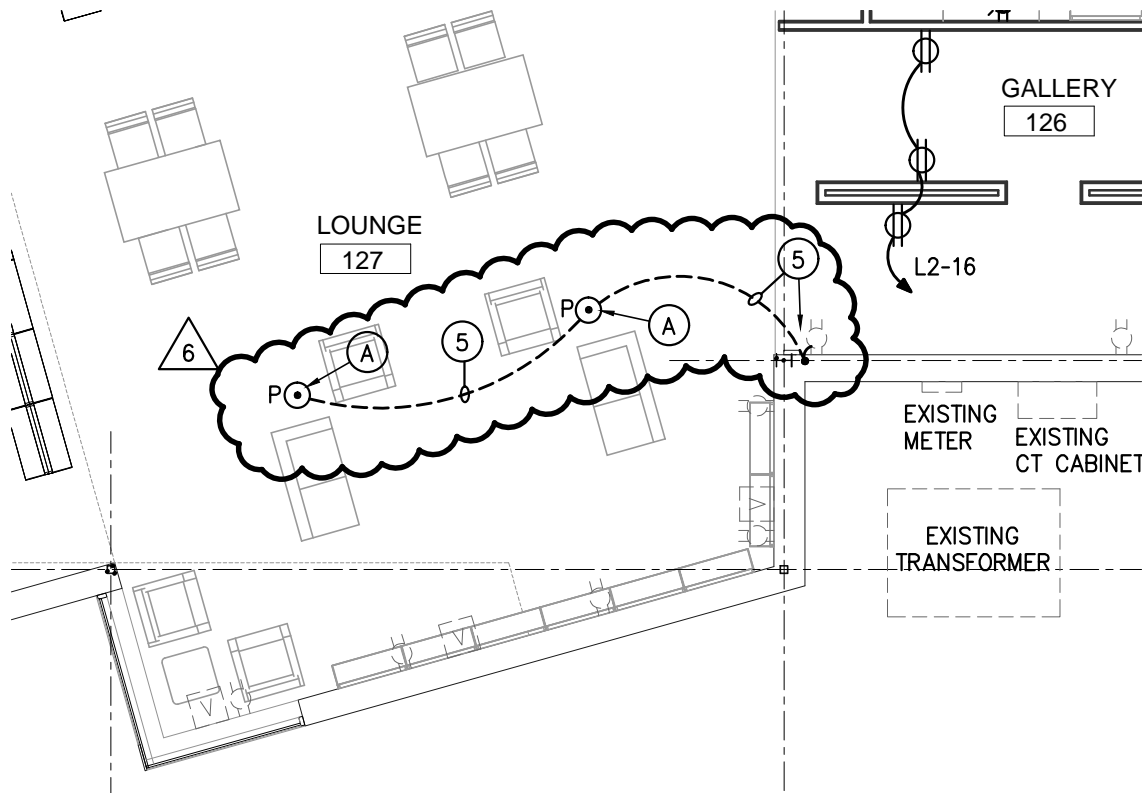 GALLERY
126
LOUNGE
127
5
L2-16
6
P
A
5
A
P
EXISTING
METER
EXISTING
CT CABINET
EXISTING
TRANSFORMER
V
V
V